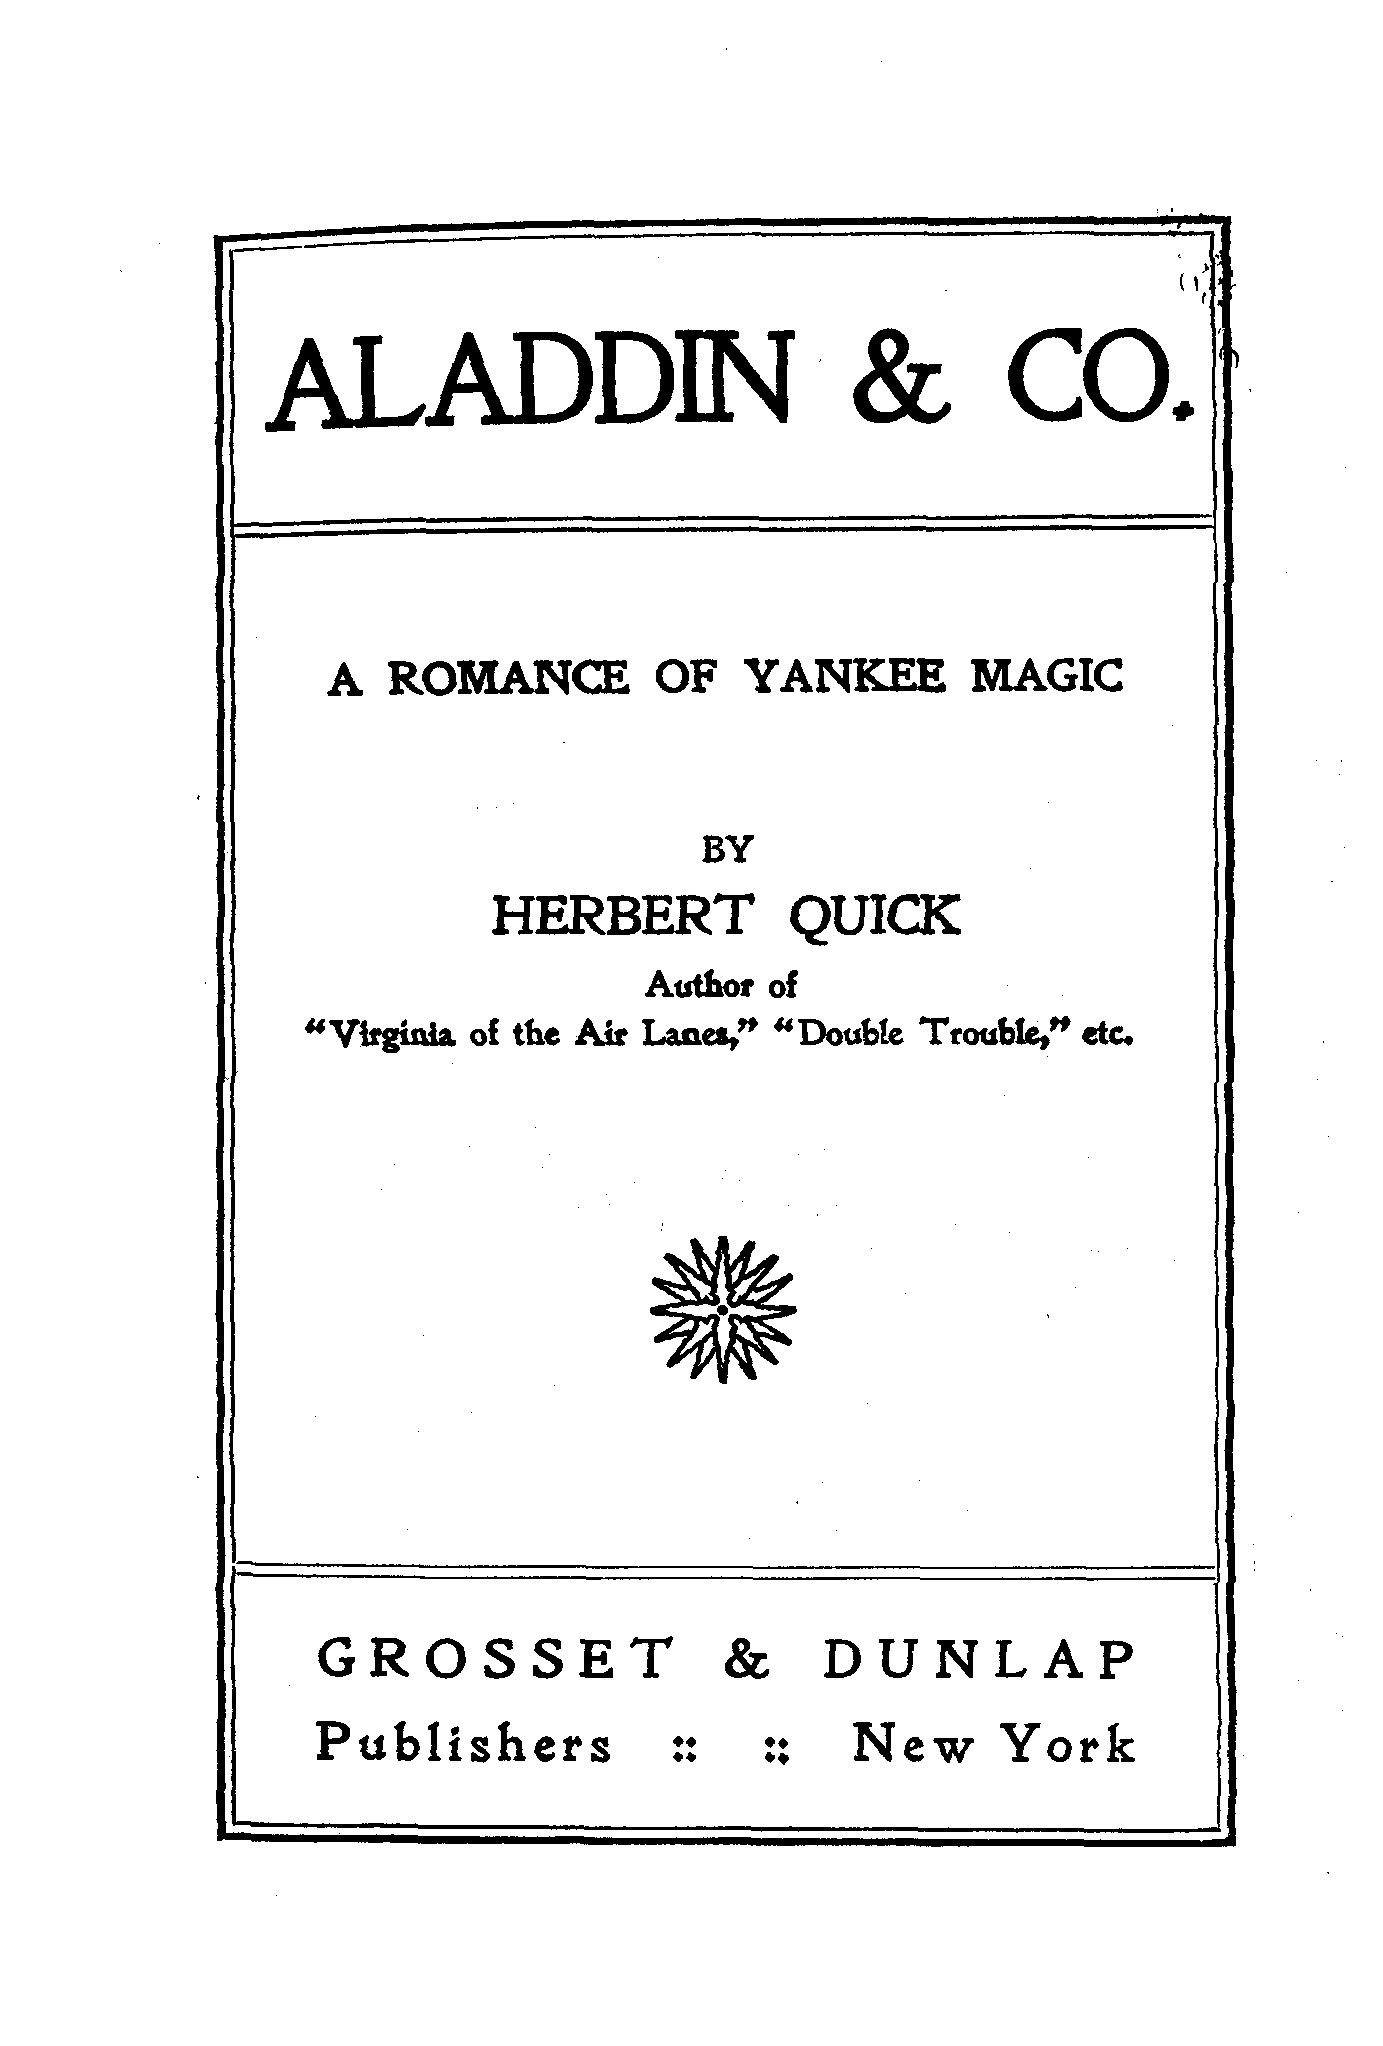 ALADDIN & CO.
A ROMANCE OF YANKEE MAGIC
BY
HERBERT QUICK
Author of
“Virginia of the Air Lanes,” “Double Trouble,” etc.
GROSSET & DUNLAP
Publishers :: :: New York